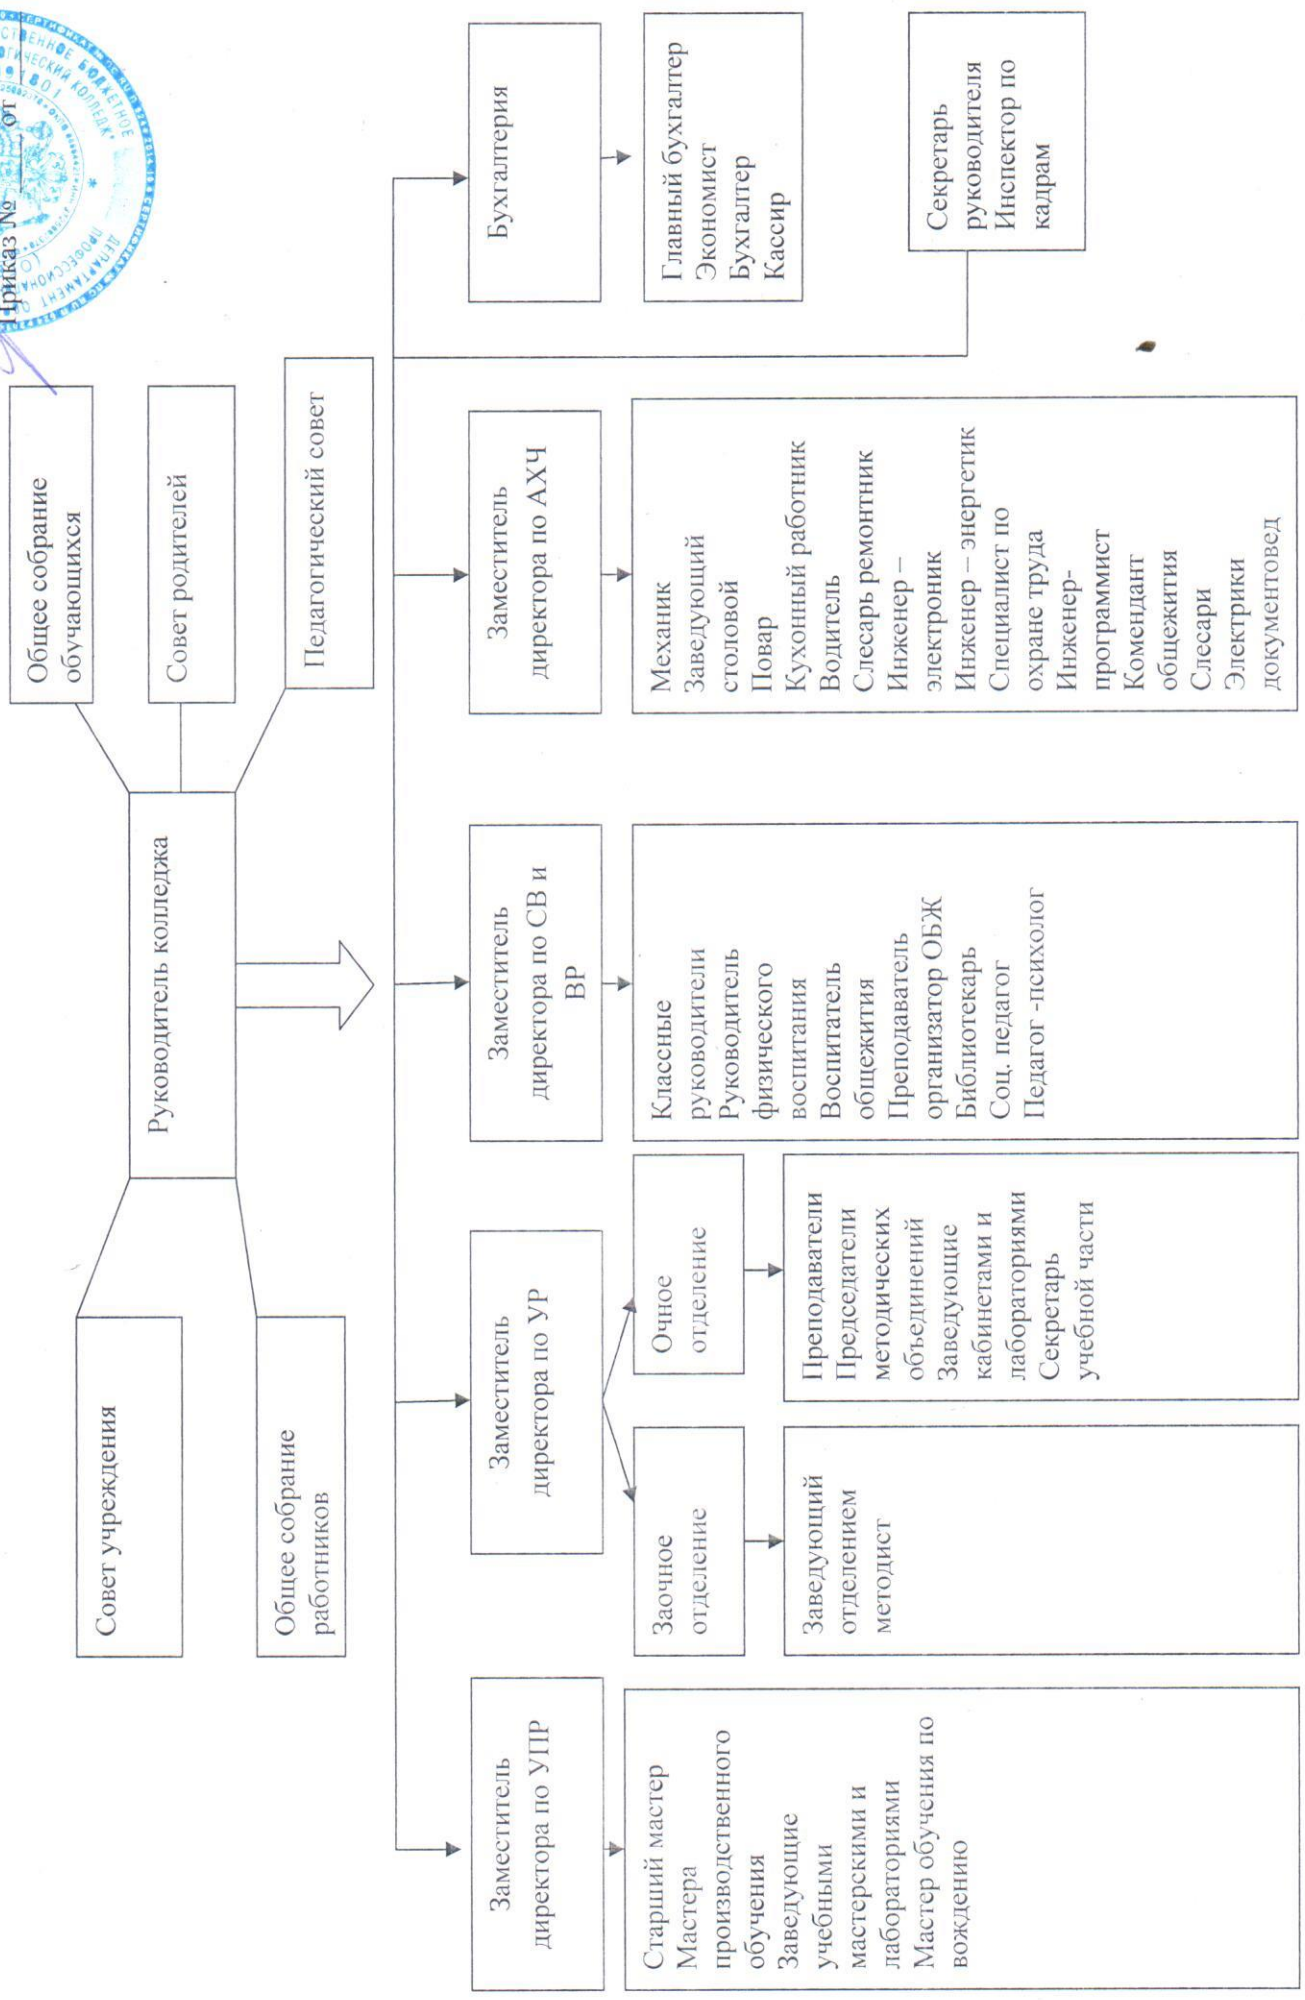 Приказ № ____ от
Общее собрание
обучающихся
Совет учреждения
Руководитель колледжа
Совет родителей
Общее собрание
работников
Педагогический совет
Заместитель
директора по УПР
Заместитель
директора по УР
Заместитель
директора по СВ и
ВР
Заместитель
директора по АХЧ
Бухгалтерия
Старший мастер
Мастера
производственного
обучения
Заведующие
учебными
мастерскими и
лабораториями
Мастер обучения по
вождению
Заочное
отделение
Очное
отделение
Заведующий
отделением
методист
Преподаватели
Председатели
методических
объединений
Заведующие
кабинетами и
лабораториями
Секретарь
учебной части
Классные
руководители
Руководитель
физического
воспитания
Воспитатель
общежития
Преподаватель
организатор ОБЖ
Библиотекарь
Соц. педагог
Педагог -психолог
Механик
Заведующий
столовой
Повар
Кухонный работник
Водитель
Слесарь ремонтник
Инженер –
электроник
Инженер – энергетик
Специалист по
охране труда
Инженер-
программист
Комендант
общежития
Слесари
Электрики
документовед
Главный бухгалтер
Экономист
Бухгалтер
Кассир
Секретарь
руководителя
Инспектор по
кадрам